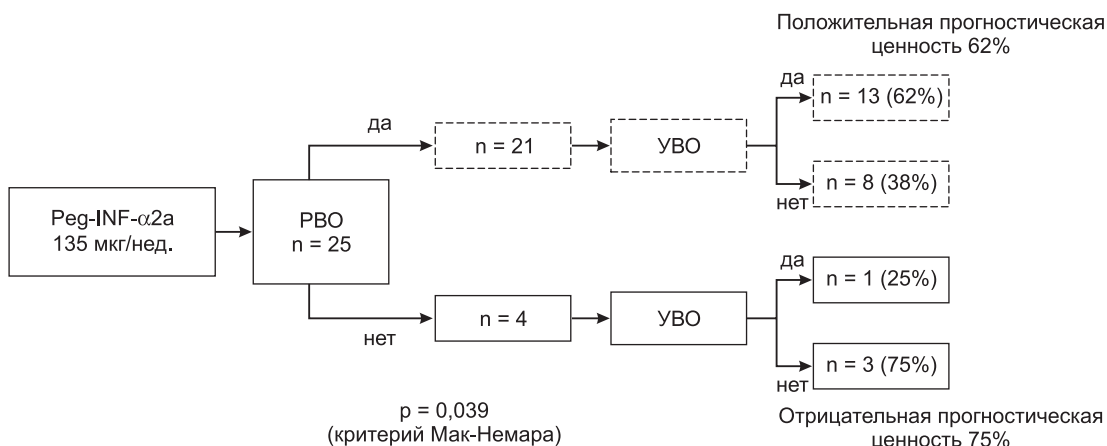 Положительная прогностическая
ценность 62%
да
n = 13 (62%)
да
n = 21
УВО
n = 8 (38%)
нет
Peg-INF-α2a
135 мкг/нед.
РВО
n = 25
да
n = 1 (25%)
нет
n = 4
УВО
n = 3 (75%)
нет
p = 0,039
(критерий Мак-Немара)
Отрицательная прогностическая
ценность 75%